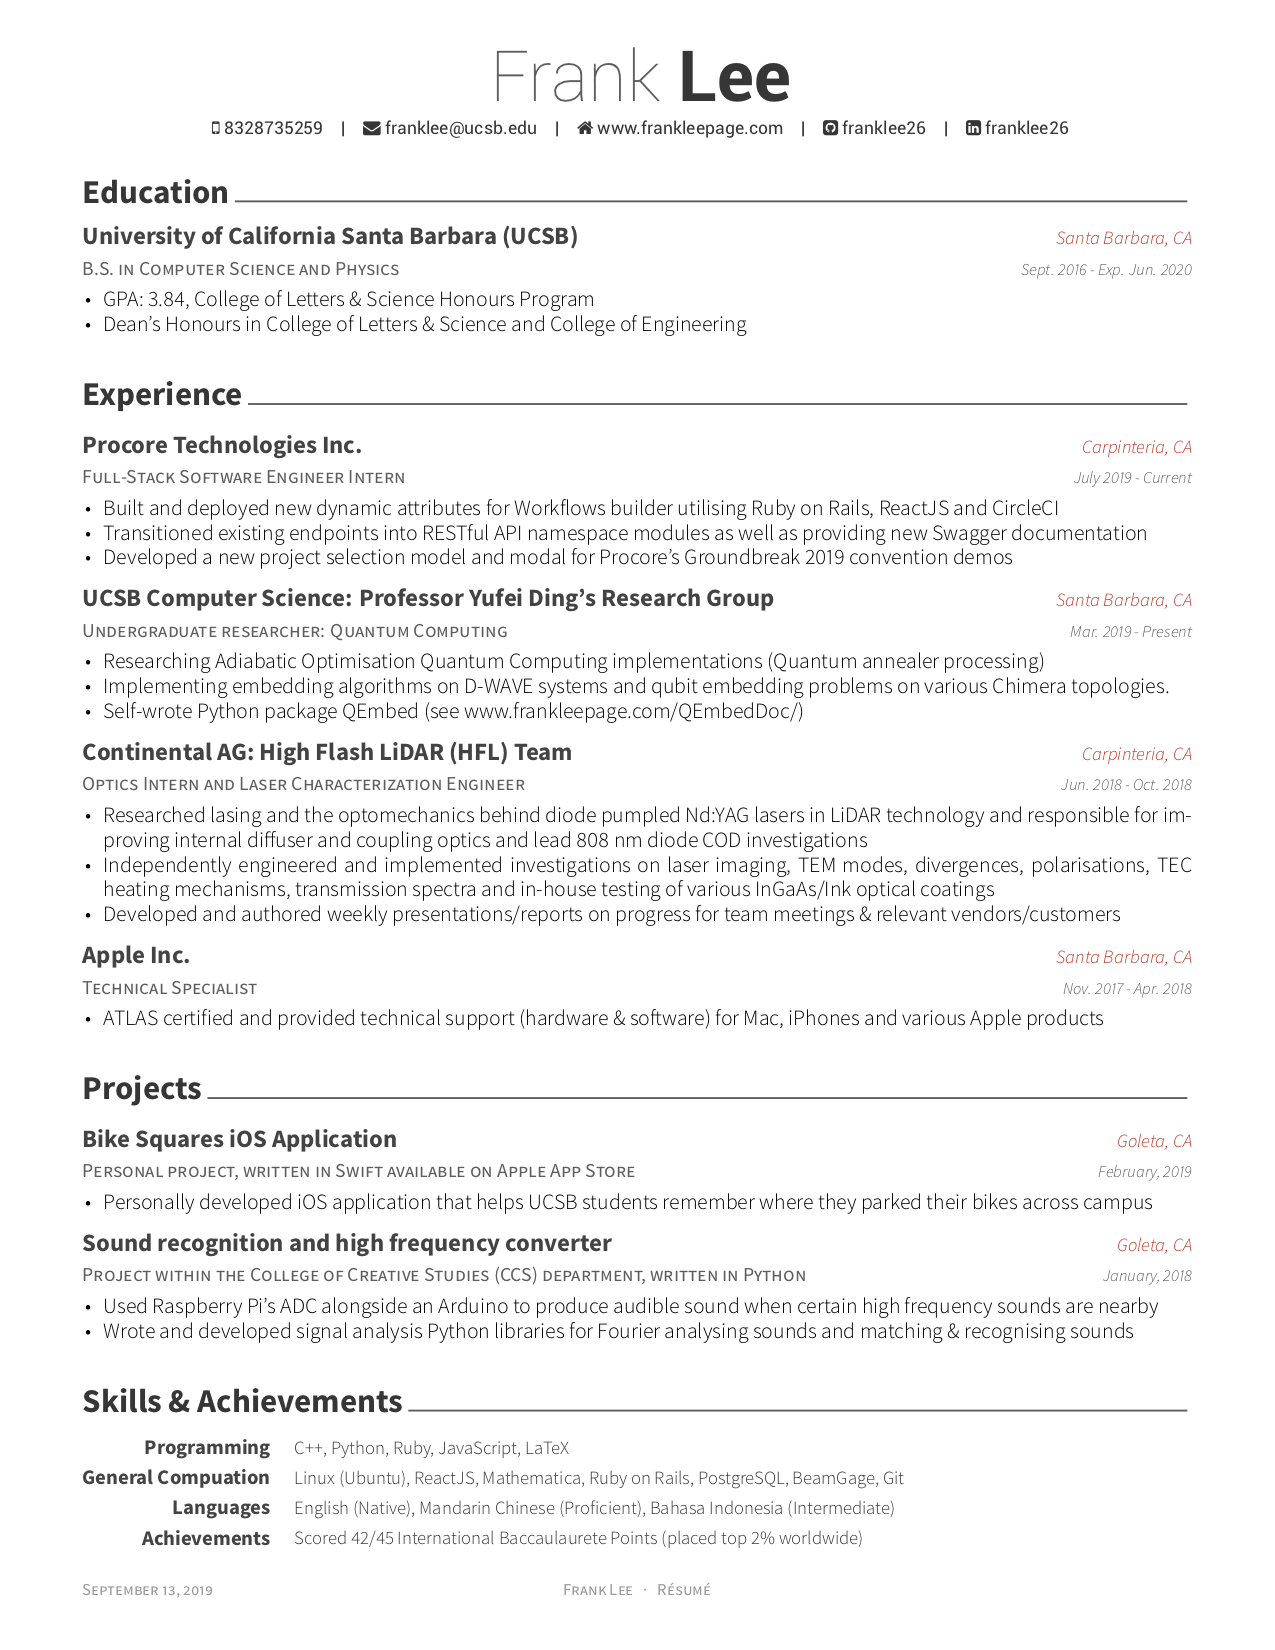 Frank Lee
8328735259 | franklee@ucsb.edu | www.frankleepage.com | franklee26 | franklee26
Education
University of California Santa Barbara (UCSB) Santa Barbara, CA
B.S. in Computer Science and Physics Sept. 2016 - Exp. Jun. 2020
• GPA: 3.84, College of Letters & Science Honours Program
• Dean’s Honours in College of Letters & Science and College of Engineering
Experience
Procore Technologies Inc. Carpinteria, CA
Full-Stack Software Engineer Intern July 2019 - Current
• Built and deployed new dynamic attributes for Workflows builder utilising Ruby on Rails, ReactJS and CircleCI
• Transitioned existing endpoints into RESTful API namespace modules as well as providing new Swagger documentation
• Developed a new project selection model and modal for Procore’s Groundbreak 2019 convention demos
UCSB Computer Science: Professor Yufei Ding’s Research Group Santa Barbara, CA
Undergraduate researcher: Quantum Computing Mar. 2019 - Present
• Researching Adiabatic Optimisation Quantum Computing implementations (Quantum annealer processing)
• Implementing embedding algorithms on D-WAVE systems and qubit embedding problems on various Chimera topologies.
• Self-wrote Python package QEmbed (see www.frankleepage.com/QEmbedDoc/)
Continental AG: High Flash LiDAR (HFL) Team Carpinteria, CA
Optics Intern and Laser Characterization Engineer Jun. 2018 - Oct. 2018
• Researched lasing and the optomechanics behind diode pumped Nd:YAG lasers in LiDAR technology and responsible for im-
proving internal diffuser and coupling optics and lead 808 nm diode COD investigations
• Independently engineered and implemented investigations on laser imaging, TEM modes, divergences, polarisations, TEC
heating mechanisms, transmission spectra and in-house testing of various InGaAs/Ink optical coatings
• Developed and authored weekly presentations/reports on progress for team meetings & relevant vendors/customers
Apple Inc. Santa Barbara, CA
Technical Specialist Nov. 2017 - Apr. 2018
• ATLAS certified and provided technical support (hardware & software) for Mac, iPhones and various Apple products
Projects
Bike Squares iOS Application Goleta, CA
Personal project, written in Swift available on Apple App Store February, 2019
• Personally developed iOS application that helps UCSB students remember where they parked their bikes across campus
Sound recognition and high frequency converter Goleta, CA
Project within the College of Creative Studies (CCS) department, written in Python January, 2018
• Used Raspberry Pi’s ADC alongside an Arduino to produce audible sound when certain high frequency sounds are nearby
• Wrote and developed signal analysis Python libraries for Fourier analysing sounds and matching & recognising sounds
Skills & Achievements
Programming C++, Python, Ruby, JavaScript, LaTeX
General Compuation Linux (Ubuntu), ReactJS, Mathematica, Ruby on Rails, PostgreSQL, BeamGage, Git
Languages English (Native), Mandarin Chinese (Proficient), Bahasa Indonesia (Intermediate)
Achievements Scored 42/45 International Baccaulaurete Points (placed top 2% worldwide)
September 13, 2019 Frank Lee · Résumé